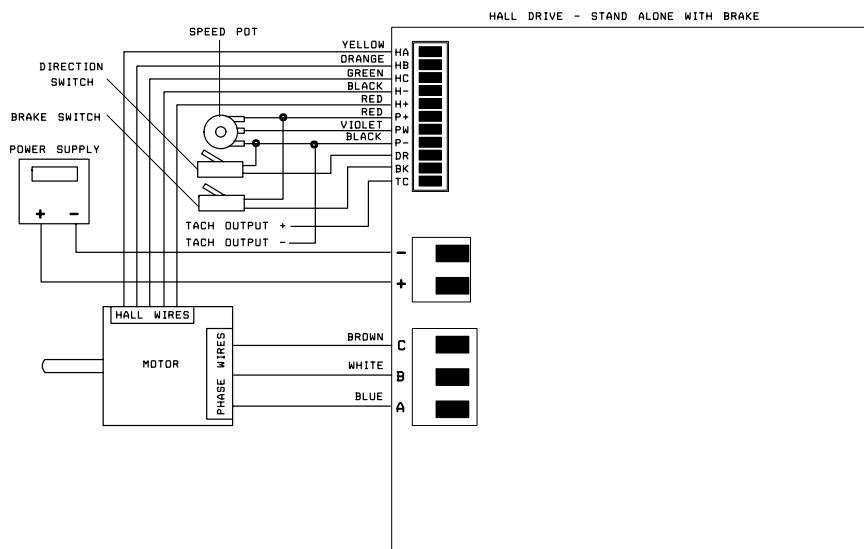 HALL DRIVE - STAND ALONE WITH BRAKE
SPEED POT
DIRECTION
SWITCH
BRAKE SWITCH
POWER SUPPLY
+ -
YELLOW HA
ORANGE HB
GREEN HC
BLACK H-
RED H+
RED P+
VIOLET PW
BLACK P-
DR
BK
TC
TACH OUTPUT +
TACH OUTPUT -
-
+
HALL WIRES
MOTOR
PHASE WIRES
BROWN C
WHITE B
BLUE A